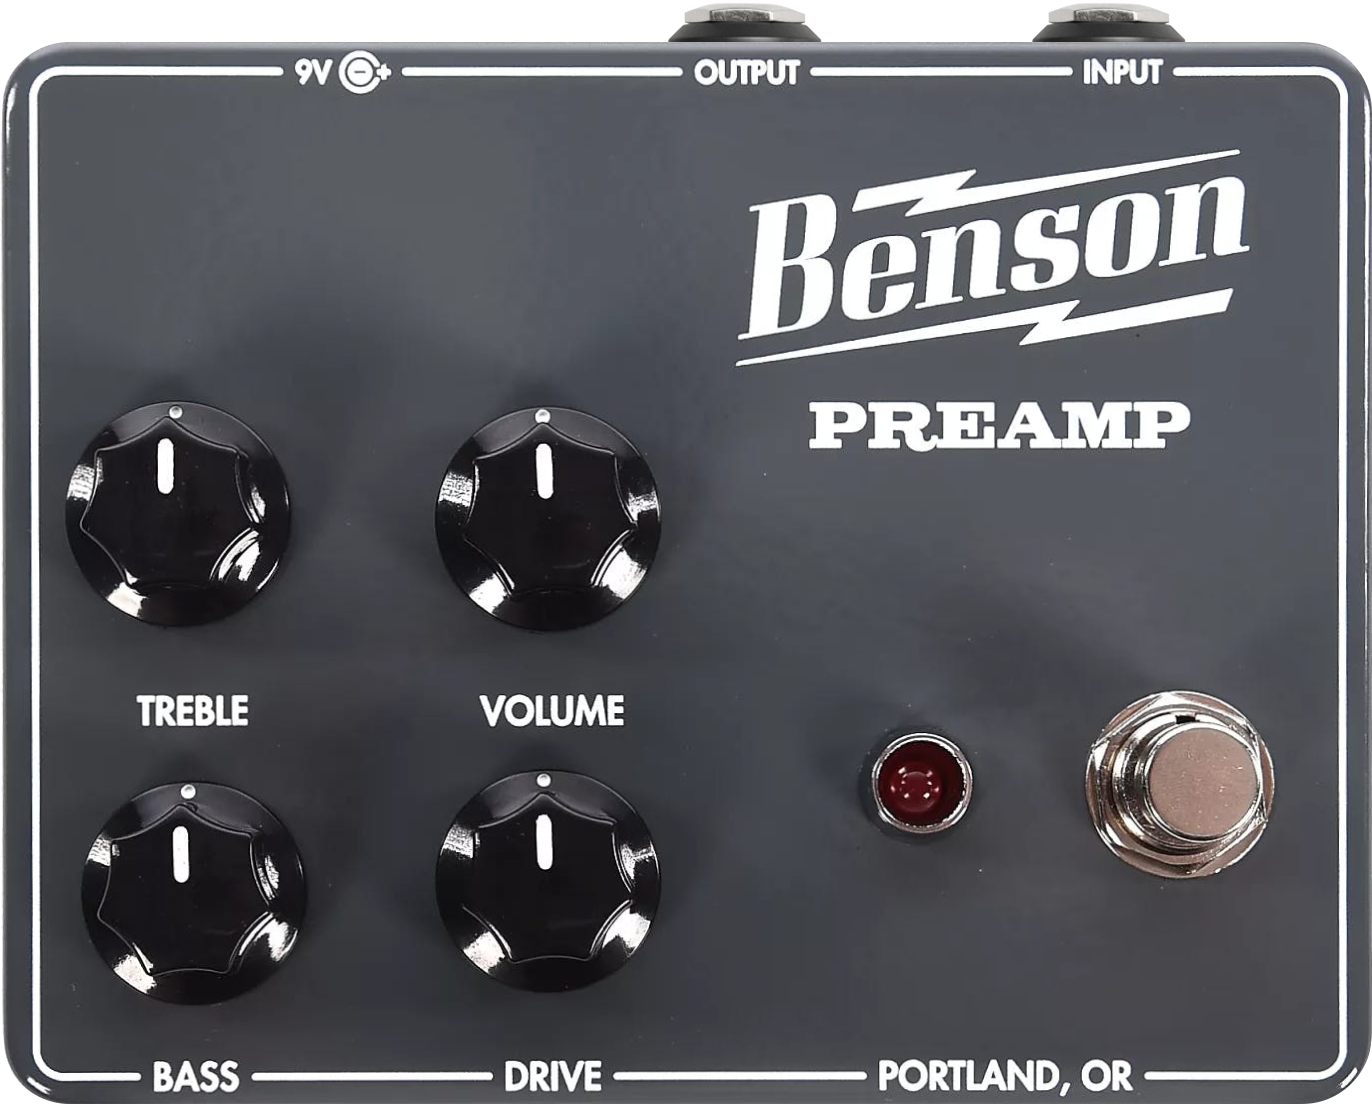 9V
OUTPUT
INPUT
Benson
PREAMP
TREBLE
VOLUME
BASS
DRIVE
PORTLAND, OR